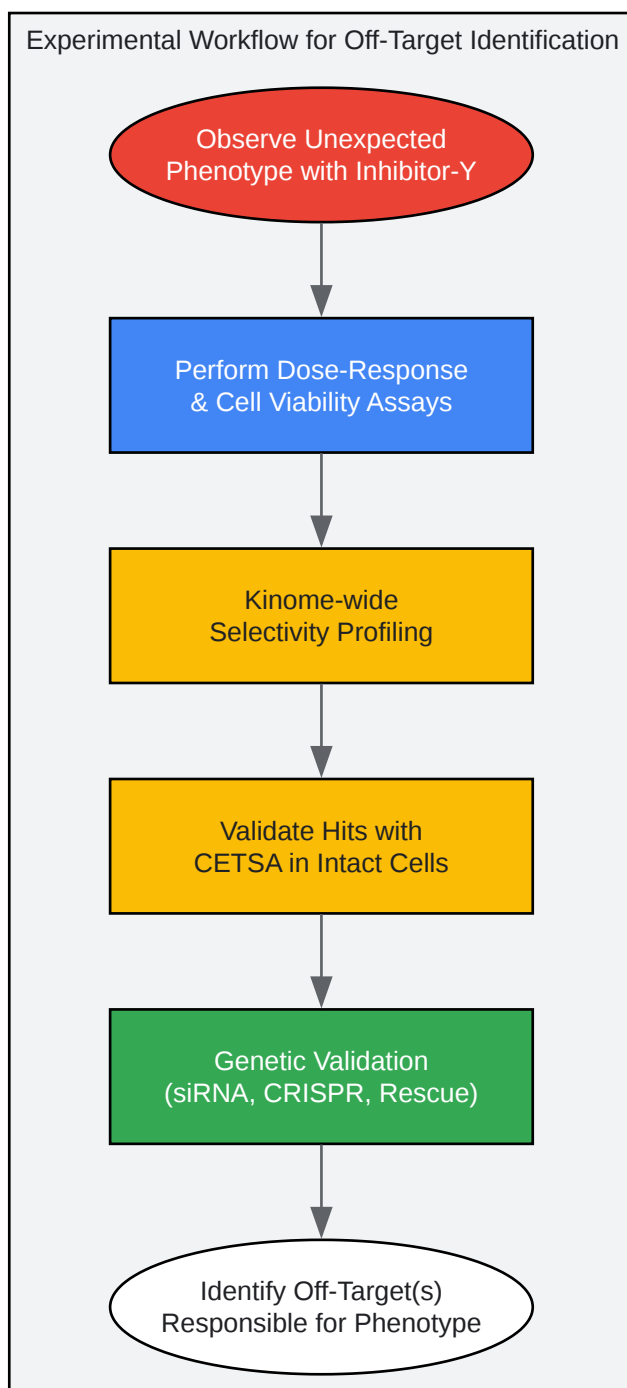 Experimental Workflow for Off-Target Identification
Observe Unexpected
Phenotype with Inhibitor-Y
Perform Dose-Response
& Cell Viability Assays
Kinome-wide
Selectivity Profiling
Validate Hits with
CETSA in Intact Cells
Genetic Validation
(siRNA, CRISPR, Rescue)
Identify Off-Target(s)
Responsible for Phenotype